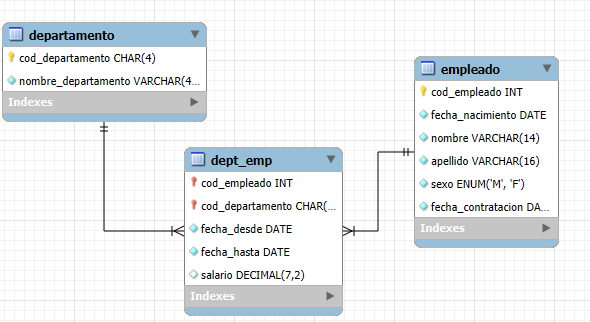 departamento
cod_departamento CHAR(4)
nombre_departamento VARCHAR(4...
Indexes
empleado
cod_empleado INT
fecha_nacimiento DATE
nombre VARCHAR(14)
apellido VARCHAR(16)
sexo ENUM('M', 'F')
fecha_contratacion DA...
Indexes
dept_emp
cod_empleado INT
cod_departamento CHAR(...
fecha_desde DATE
fecha_hasta DATE
salario DECIMAL(7,2)
Indexes